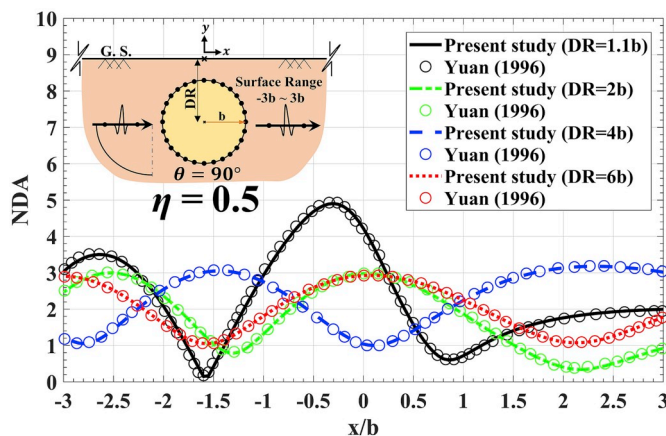 y
x
G. S.
DR
Surface Range
-3b ~ 3b
b
θ = 90°
η = 0.5
Present study (DR=1.1b)
Yuan (1996)
Present study (DR=2b)
Yuan (1996)
Present study (DR=4b)
Yuan (1996)
Present study (DR=6b)
Yuan (1996)
NDA
10
9
8
7
6
5
4
3
2
1
0
-3 -2.5 -2 -1.5 -1 -0.5 0 0.5 1 1.5 2 2.5 3
x/b